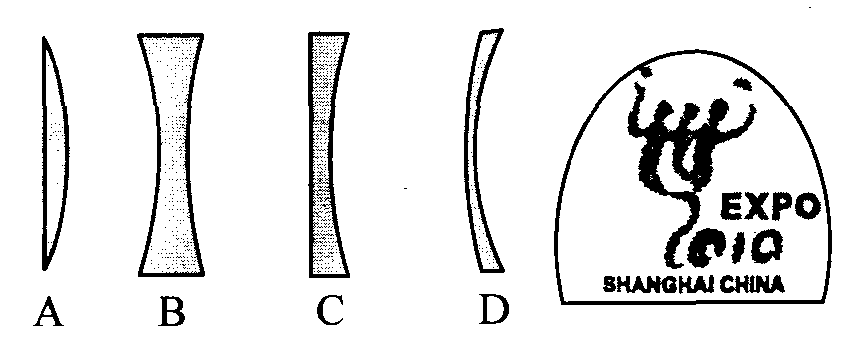 A B C D
EXPO
2010
SHANGHAI CHINA